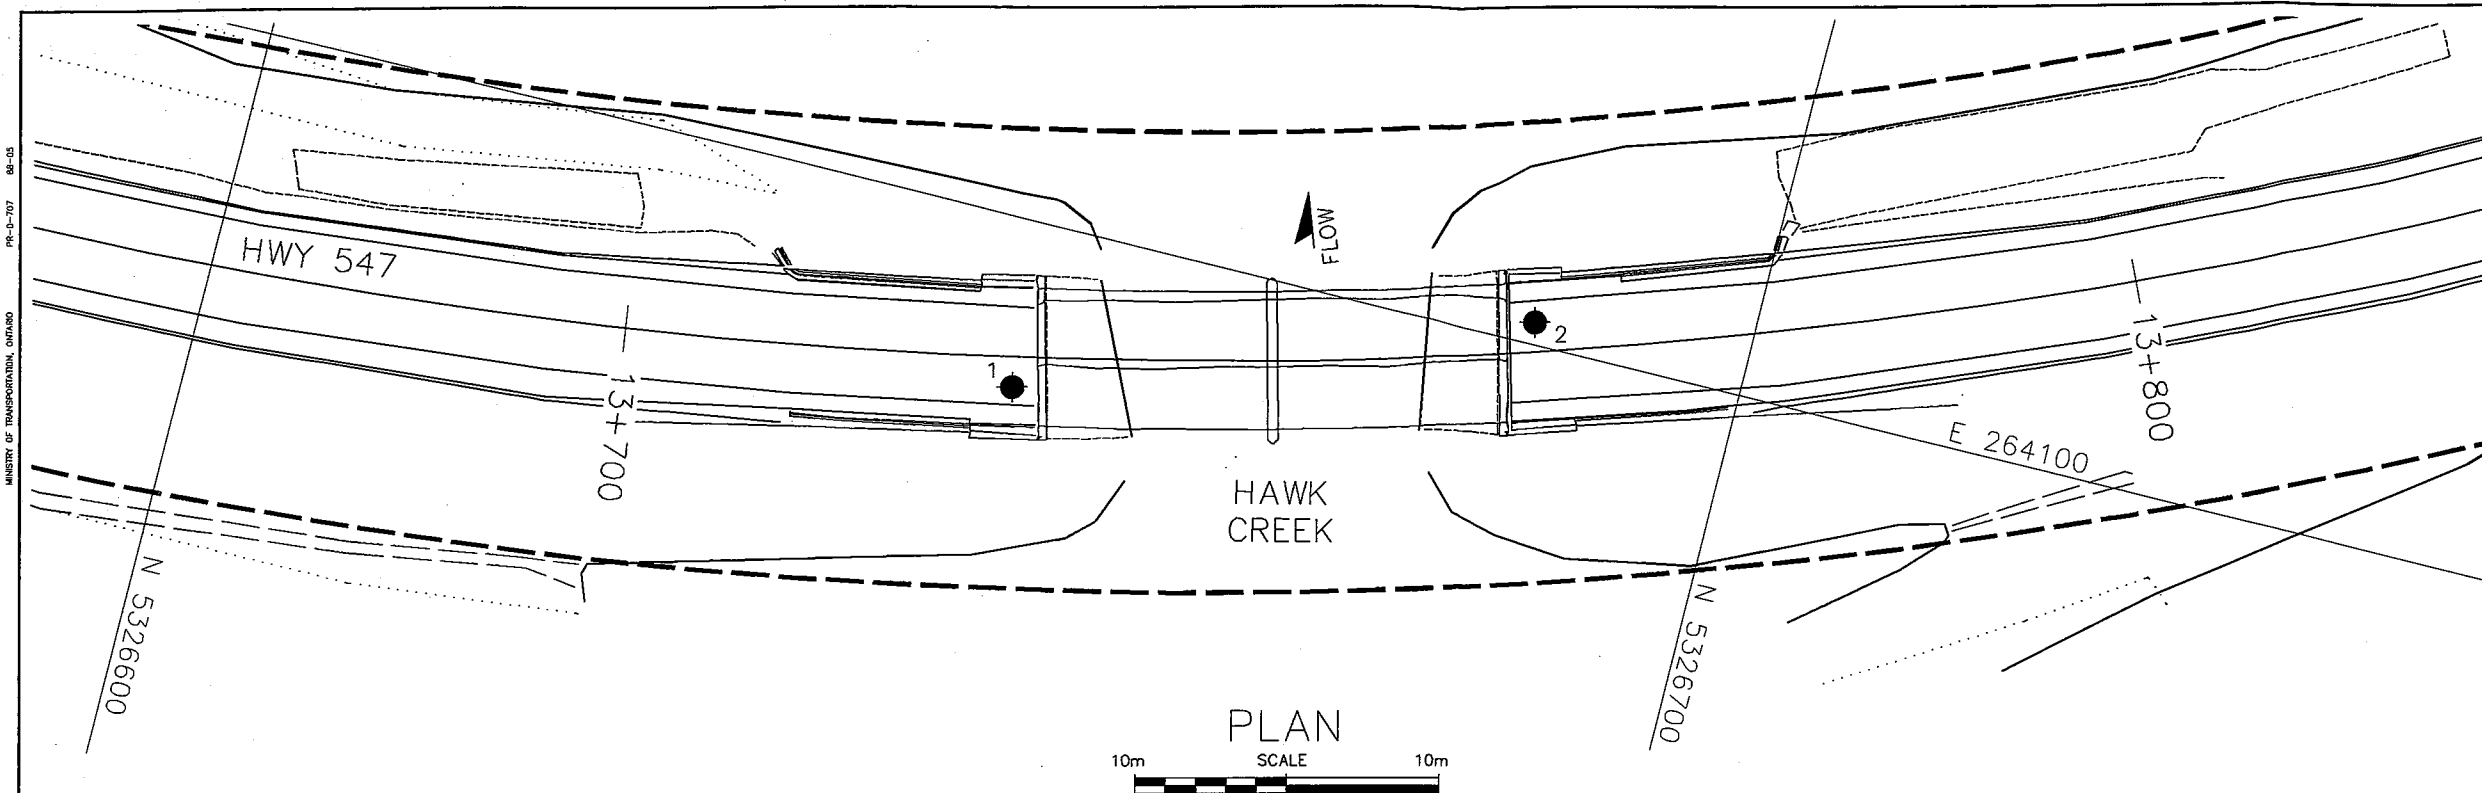 MINISTRY OF TRANSPORTATION, ONTARIO PR-D-707 88-05
HWY 547
FLOW
1
2
13+700
13+800
E 264100
HAWK
CREEK
N 5326600
N 5326700
PLAN
10m SCALE 10m